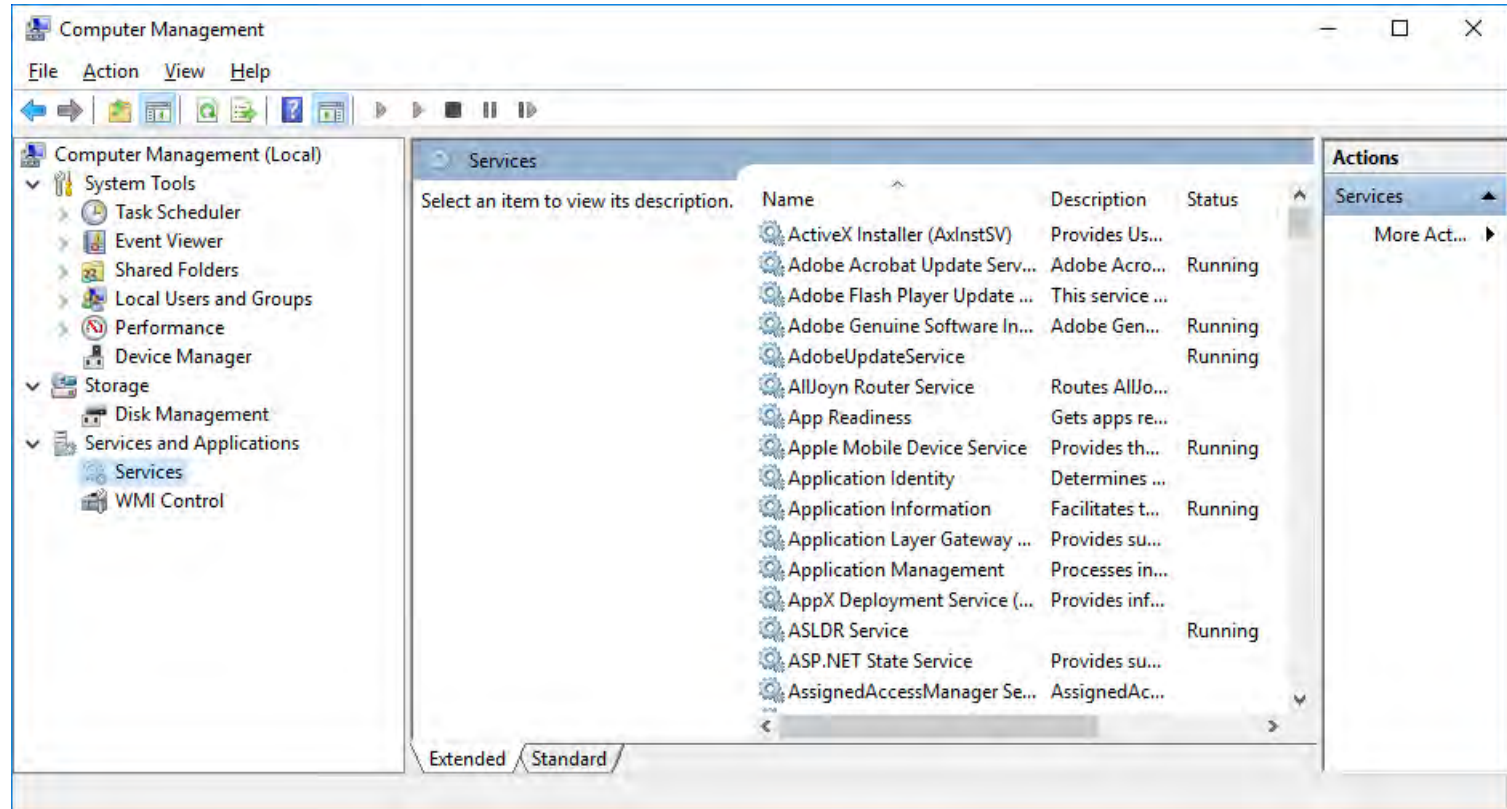 Computer Management
File Action View Help
Computer Management (Local)
System Tools
Task Scheduler
Event Viewer
Shared Folders
Local Users and Groups
Performance
Device Manager
Storage
Disk Management
Services and Applications
Services
WMI Control
Services
Select an item to view its description.
Name Description Status
ActiveX Installer (AxInstSV) Provides Us...
Adobe Acrobat Update Serv... Adobe Acro... Running
Adobe Flash Player Update ... This service ...
Adobe Genuine Software In... Adobe Gen... Running
AdobeUpdateService Running
AllJoyn Router Service Routes AllJo...
App Readiness Gets apps re...
Apple Mobile Device Service Provides th... Running
Application Identity Determines ...
Application Information Facilitates t... Running
Application Layer Gateway ... Provides su...
Application Management Processes in...
AppX Deployment Service (... Provides inf...
ASLDR Service Running
ASP.NET State Service Provides su...
AssignedAccessManager Se... AssignedAc...
Extended Standard
Actions
Services
More Act...